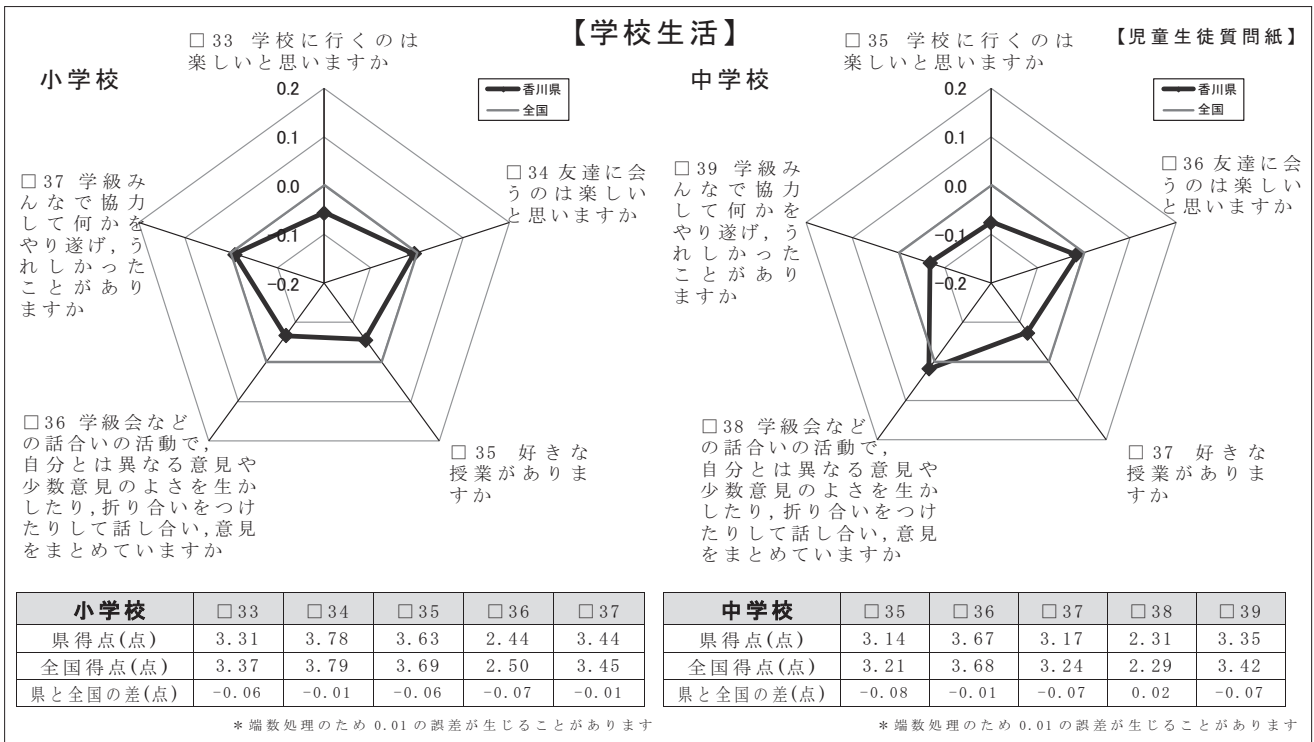 【学校生活】
【児童生徒質問紙】
小学校
□33 学校に行くのは
楽しいと思いますか
香川県
全国
0.2
0.1
0.0
-0.1
-0.2
□34 友達に会
うのは楽しい
と思いますか
□35 好きな
授業がありま
すか
□36 学級会など
の話合いの活動で,
自分とは異なる意見や
少数意見のよさを生か
したり,折り合いをつけ
たりして話し合い,意見
をまとめていますか
□37 学級み
んなで協力
して何かを
やり遂げ,う
れしかった
ことがあり
ますか
中学校
□35 学校に行くのは
楽しいと思いますか
香川県
全国
0.2
0.1
0.0
-0.1
-0.2
□36 友達に会
うのは楽しい
と思いますか
□37 好きな
授業がありま
すか
□38 学級会など
の話合いの活動で,
自分とは異なる意見や
少数意見のよさを生か
したり,折り合いをつけ
たりして話し合い,意見
をまとめていますか
□39 学級み
んなで協力
して何かを
やり遂げ,う
れしかった
ことがあり
ますか
小学校 □33 □34 □35 □36 □37
県得点(点) 3.31 3.78 3.63 2.44 3.44
全国得点(点) 3.37 3.79 3.69 2.50 3.45
県と全国の差(点) -0.06 -0.01 -0.06 -0.07 -0.01
*端数処理のため 0.01 の誤差が生じることがあります
中学校 □35 □36 □37 □38 □39
県得点(点) 3.14 3.67 3.17 2.31 3.35
全国得点(点) 3.21 3.68 3.24 2.29 3.42
県と全国の差(点) -0.08 -0.01 -0.07 0.02 -0.07
*端数処理のため 0.01 の誤差が生じることがあります